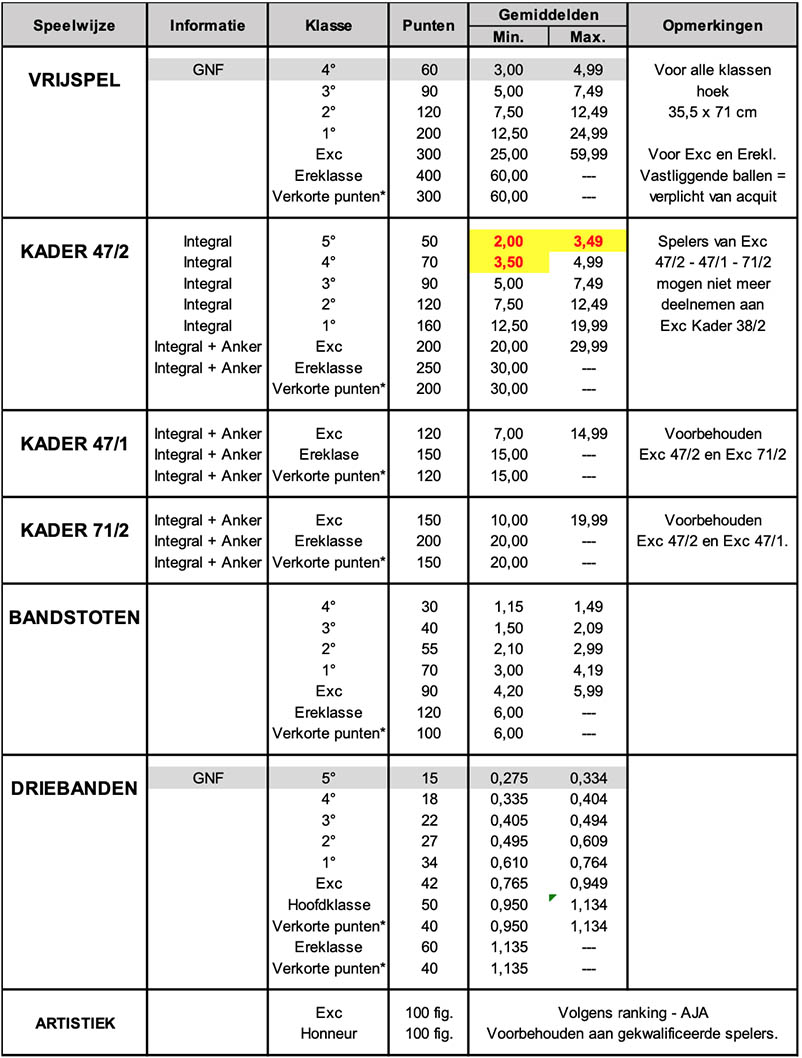 Speelwijze Informatie Klasse Punten Gemiddelden Min. Max. Opmerkingen
VRIJSPEL GNF 4° 60 3,00 4,99 Voor alle klassen
3° 90 5,00 7,49 hoek
2° 120 7,50 12,49 35,5 x 71 cm
1° 200 12,50 24,99
Exc 300 25,00 59,99 Voor Exc en Erekl.
Ereklasse 400 60,00 --- Vastliggende ballen =
Verkorte punten* 300 60,00 --- verplicht van acquit
KADER 47/2 Integral 5° 50 2,00 3,49 Spelers van Exc
Integral 4° 70 3,50 4,99 47/2 - 47/1 - 71/2
Integral 3° 90 5,00 7,49 mogen niet meer
Integral 2° 120 7,50 12,49 deelnemen aan
Integral 1° 160 12,50 19,99 Exc Kader 38/2
Integral + Anker Exc 200 20,00 29,99
Integral + Anker Ereklasse 250 30,00 ---
Verkorte punten* 200 30,00 ---
KADER 47/1 Integral + Anker Exc 120 7,00 14,99 Voorbehouden
Integral + Anker Ereklase 150 15,00 --- Exc 47/2 en Exc 71/2
Integral + Anker Verkorte punten* 120 15,00 ---
KADER 71/2 Integral + Anker Exc 150 10,00 19,99 Voorbehouden
Integral + Anker Ereklasse 200 20,00 --- Exc 47/2 en Exc 47/1.
Integral + Anker Verkorte punten* 150 20,00 ---
BANDSTOTEN 4° 30 1,15 1,49
3° 40 1,50 2,09
2° 55 2,10 2,99
1° 70 3,00 4,19
Exc 90 4,20 5,99
Ereklasse 120 6,00 ---
Verkorte punten* 100 6,00 ---
DRIEBANDEN GNF 5° 15 0,275 0,334
4° 18 0,335 0,404
3° 22 0,405 0,494
2° 27 0,495 0,609
1° 34 0,610 0,764
Exc 42 0,765 0,949
Hoofdklasse 50 0,950 1,134
Verkorte punten* 40 0,950 1,134
Ereklasse 60 1,135 ---
Verkorte punten* 40 1,135 ---
ARTISTIEK Exc 100 fig. Volgens ranking - AJA
Honneur 100 fig. Voorbehouden aan gekwalificeerde spelers.